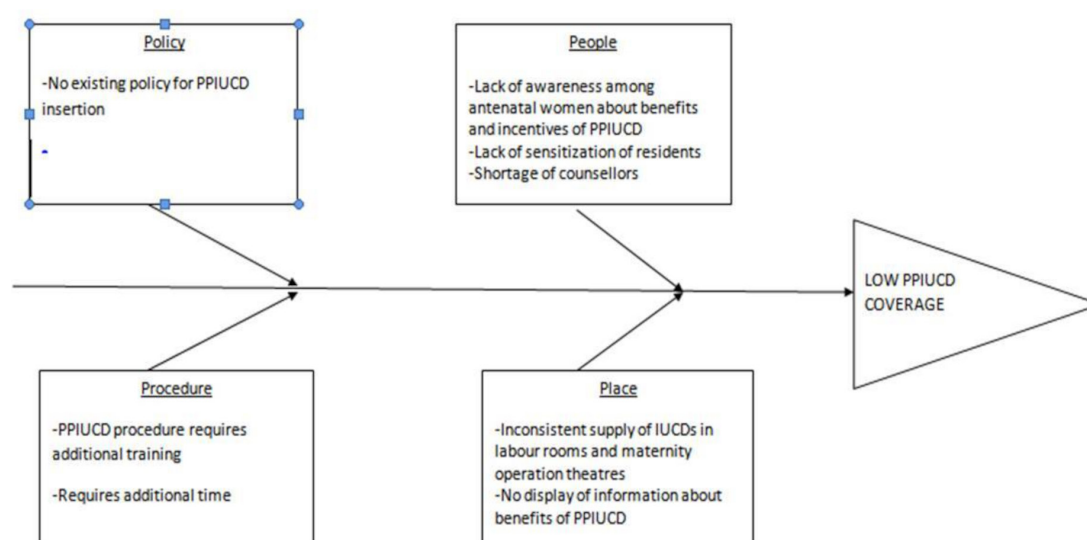 Policy
-No existing policy for PPIUCD
insertion
-
People
-Lack of awareness among
antenatal women about benefits
and incentives of PPIUCD
-Lack of sensitization of residents
-Shortage of counsellors
LOW PPIUCD
COVERAGE
Procedure
-PPIUCD procedure requires
additional training
-Requires additional time
Place
-Inconsistent supply of IUCDs in
labour rooms and maternity
operation theatres
-No display of information about
benefits of PPIUCD